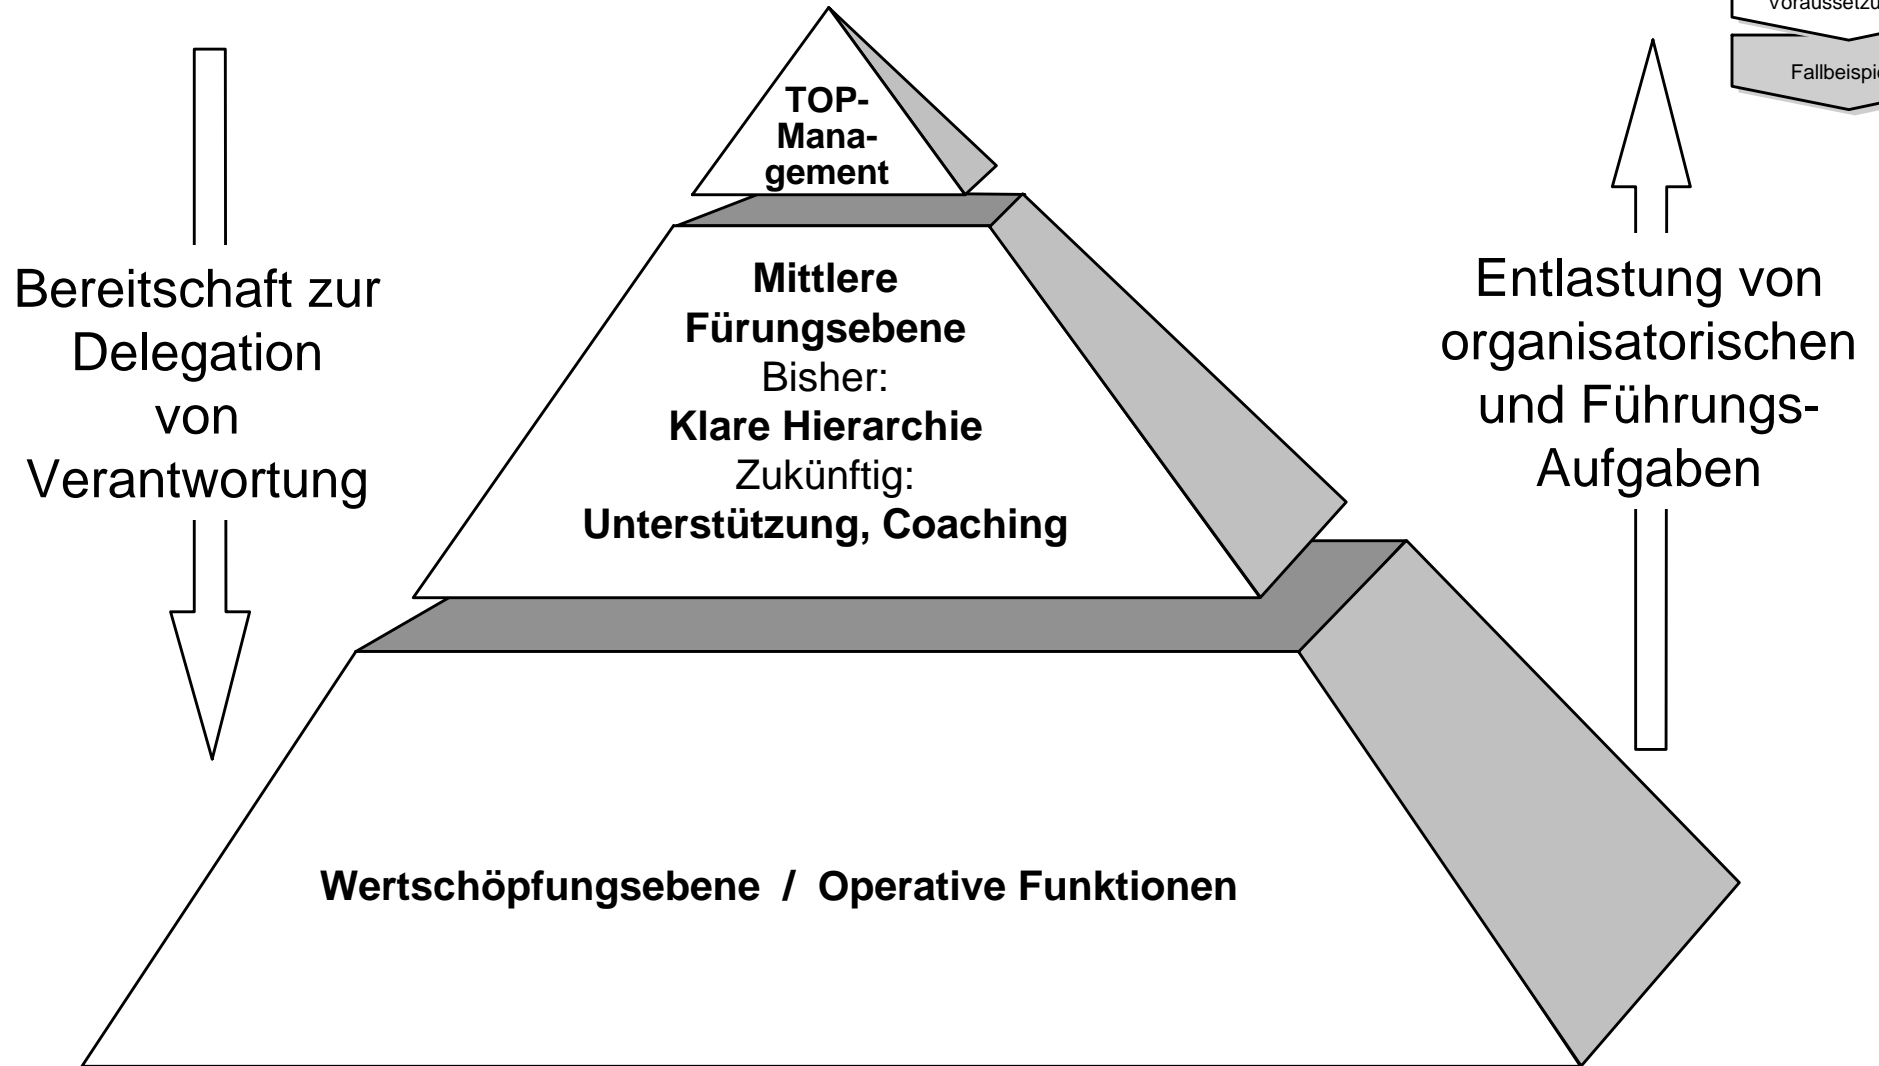 TOP-
Mana-
gement
Bereitschaft zur
Delegation
von
Verantwortung
Mittlere
Fürungsebene
Bisher:
Klare Hierarchie
Zukünftig:
Unterstützung, Coaching
Entlastung von
organisatorischen
und Führungs-
Aufgaben
Wertschöpfungsebene / Operative Funktionen